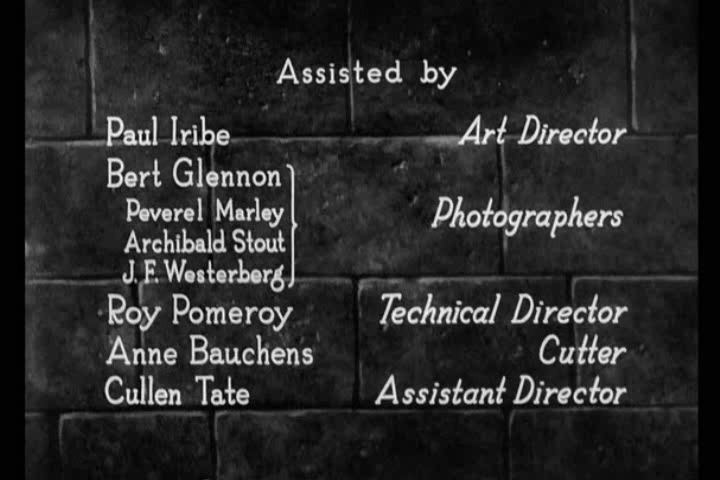 Assisted by
Paul Iribe Art Director
Bert Glennon
Peverel Marley Photographers
Archibald Stout
J. F. Westerberg
Roy Pomeroy Technical Director
Anne Bauchens Cutter
Cullen Tate Assistant Director